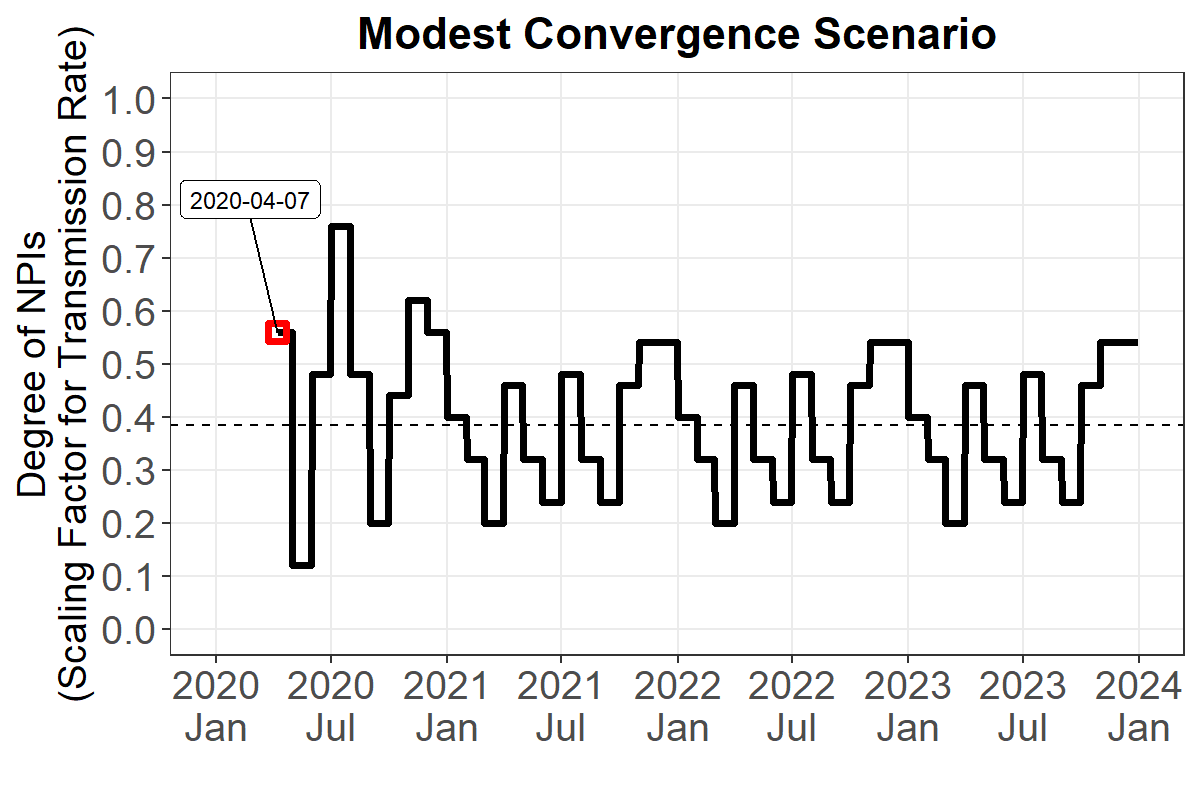 Modest Convergence Scenario
Degree of NPIs
(Scaling Factor for Transmission Rate)
1.0
0.9
0.8
0.7
0.6
0.5
0.4
0.3
0.2
0.1
0.0
2020-04-07
2020 2020 2021 2021 2022 2022 2023 2023 2024
Jan Jul Jan Jul Jan Jul Jan Jul Jan